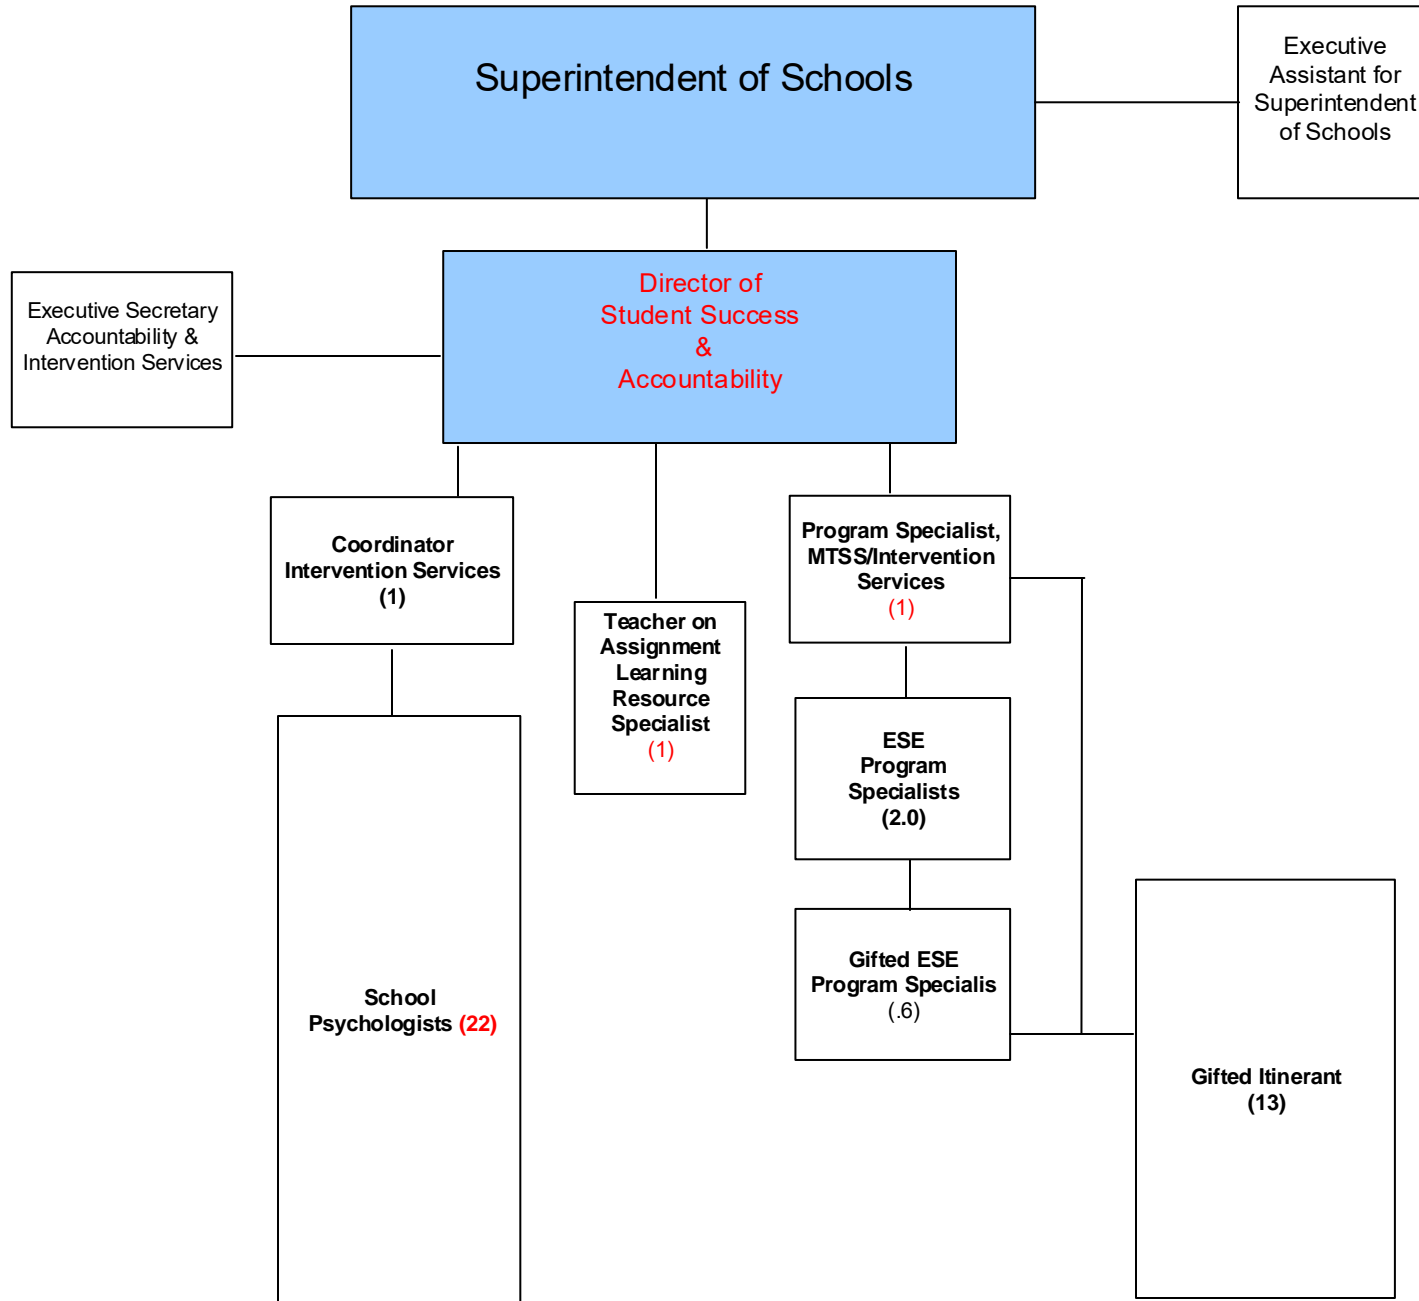 Superintendent of Schools
Executive
Assistant for
Superintendent
of Schools
Director of
Student Success
&
Accountability
Executive Secretary
Accountability &
Intervention Services
Coordinator
Intervention Services
(1)
Teacher on
Assignment
Learning
Resource
Specialist
(1)
Program Specialist,
MTSS/Intervention
Services
(1)
ESE
Program
Specialists
(2.0)
Gifted ESE
Program Specialis
(.6)
School
Psychologists (22)
Gifted Itinerant
(13)